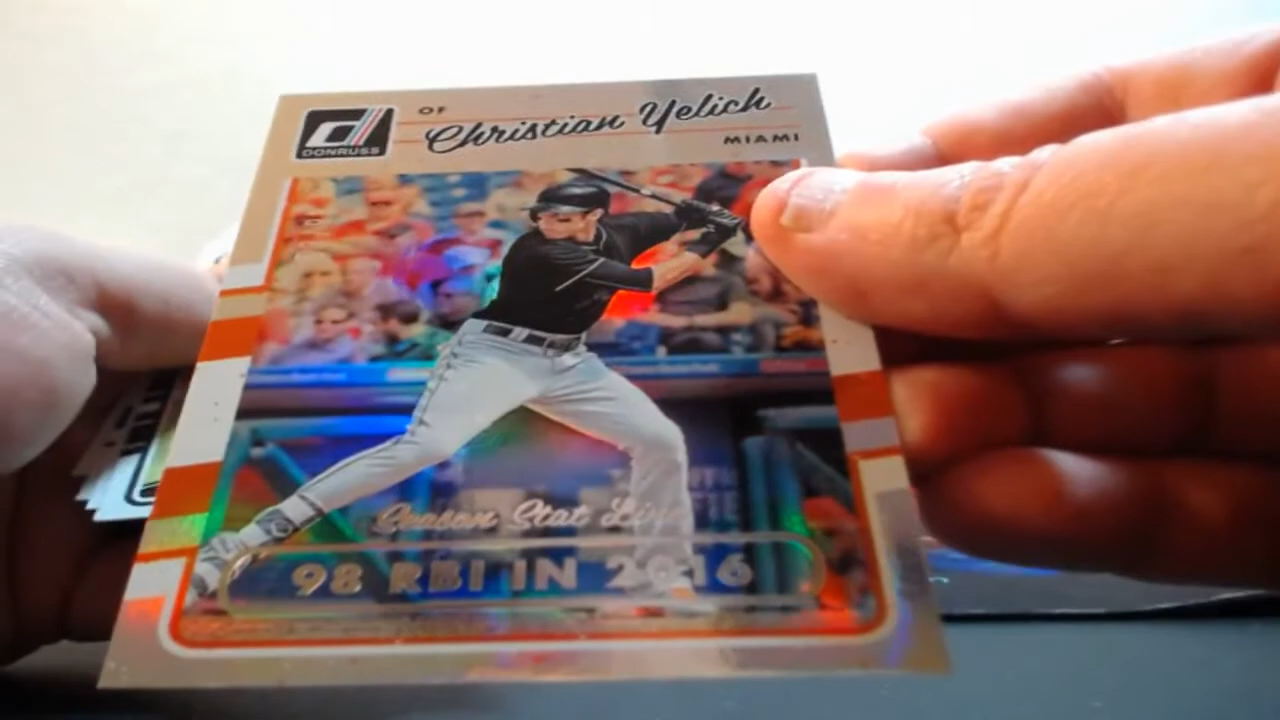 DONRUSS
OF
Christian Yelich
MIAMI
Season Stat Line
98 RBI IN 2016